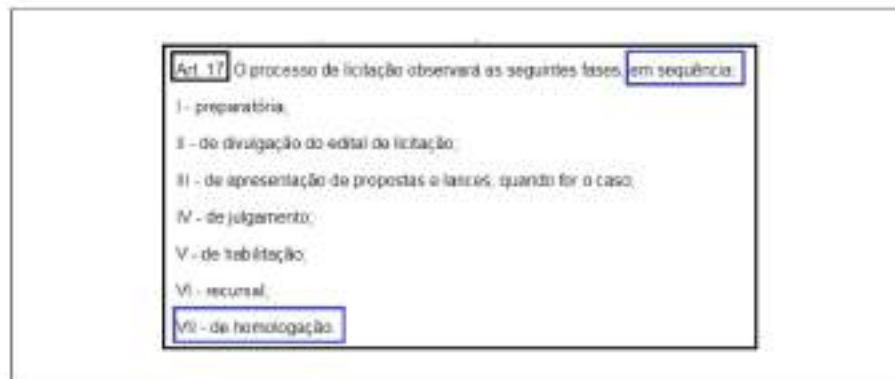 Art. 17 O processo de licitação observará as seguintes fases, em sequência:
I - preparatória;
II - de divulgação do edital de licitação;
III - de apresentação de propostas e lances, quando for o caso;
IV - de julgamento;
V - de habilitação;
VI - recursal;
VII - de homologação.